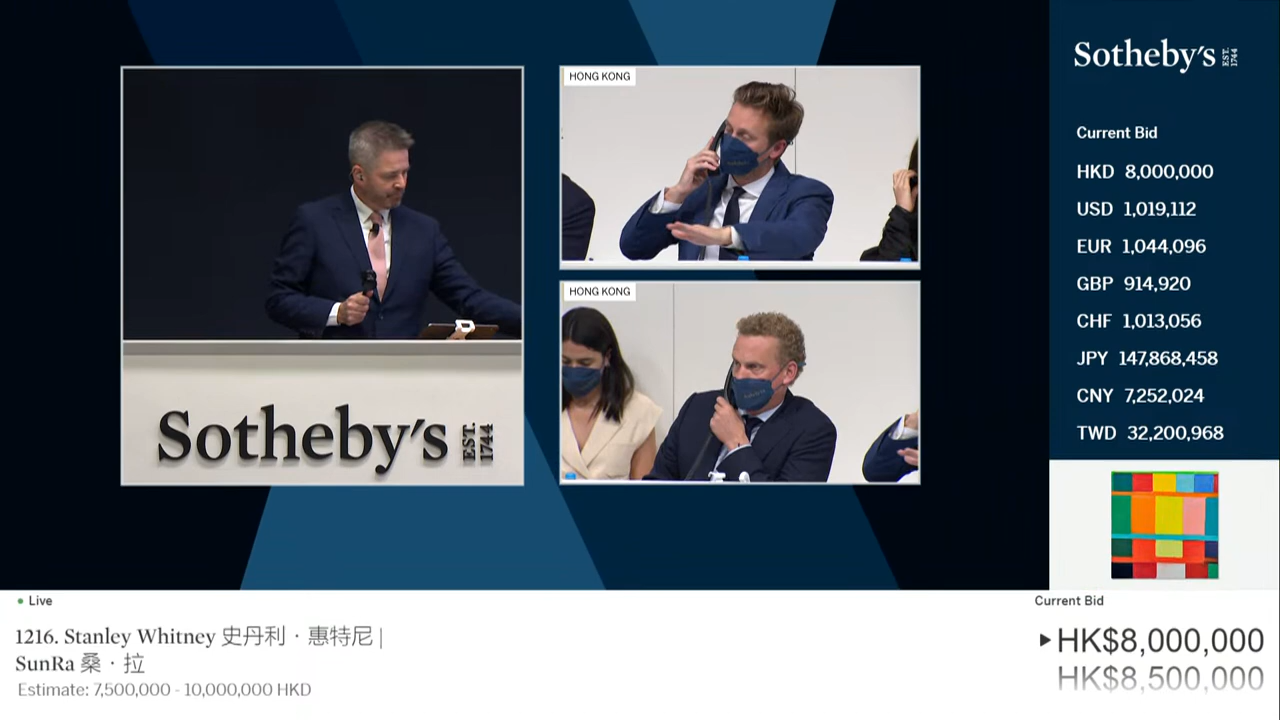 HONG KONG
HONG KONG
Sotheby's EST. 1744
Sotheby's EST. 1744
Current Bid
HKD 8,000,000
USD 1,019,112
EUR 1,044,096
GBP 914,920
CHF 1,013,056
JPY 147,868,458
CNY 7,252,024
TWD 32,200,968
Live
1216. Stanley Whitney 史丹利·惠特尼 |
SunRa 桑·拉
Estimate: 7,500,000 - 10,000,000 HKD
Current Bid
HK$8,000,000
HK$8,500,000